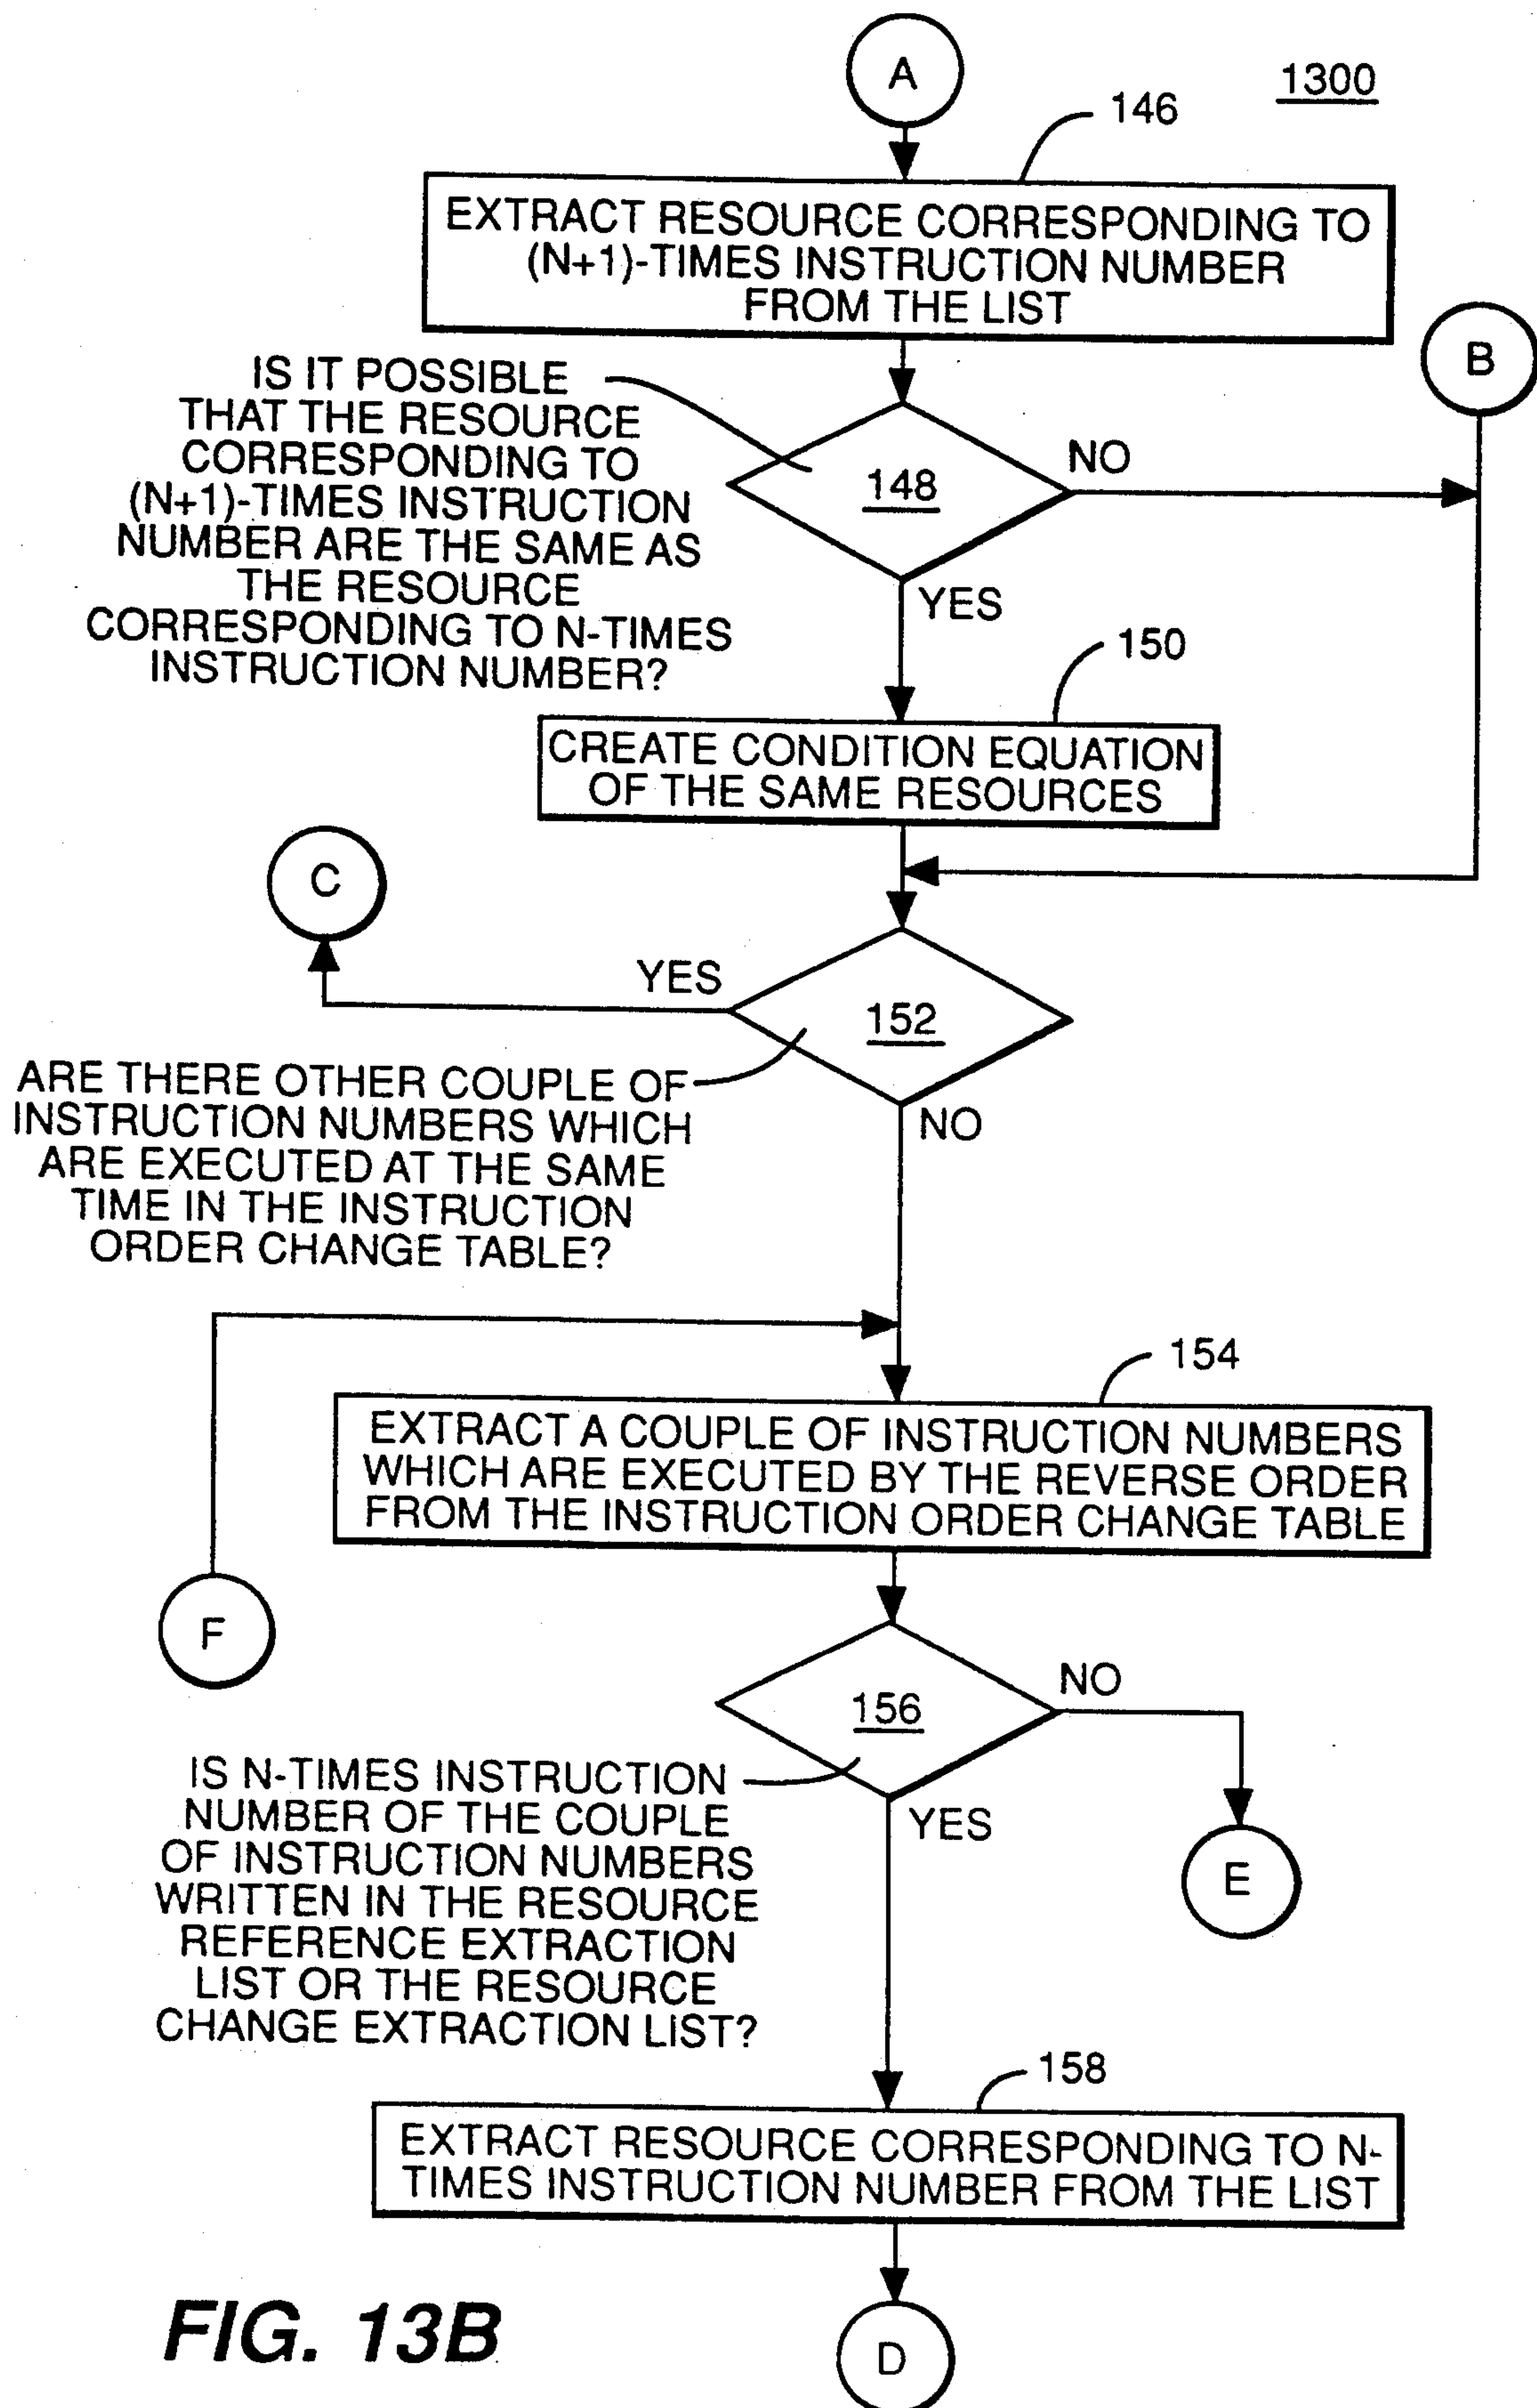 A
1300
146
EXTRACT RESOURCE CORRESPONDING TO
(N+1)-TIMES INSTRUCTION NUMBER
FROM THE LIST
B
IS IT POSSIBLE
THAT THE RESOURCE
CORRESPONDING TO
(N+1)-TIMES INSTRUCTION
NUMBER ARE THE SAME AS
THE RESOURCE
CORRESPONDING TO N-TIMES
INSTRUCTION NUMBER?
148
NO
YES
150
CREATE CONDITION EQUATION
OF THE SAME RESOURCES
C
YES
152
ARE THERE OTHER COUPLE OF
INSTRUCTION NUMBERS WHICH
ARE EXECUTED AT THE SAME
TIME IN THE INSTRUCTION
ORDER CHANGE TABLE?
NO
154
EXTRACT A COUPLE OF INSTRUCTION NUMBERS
WHICH ARE EXECUTED BY THE REVERSE ORDER
FROM THE INSTRUCTION ORDER CHANGE TABLE
F
156
NO
IS N-TIMES INSTRUCTION
NUMBER OF THE COUPLE
OF INSTRUCTION NUMBERS
WRITTEN IN THE RESOURCE
REFERENCE EXTRACTION
LIST OR THE RESOURCE
CHANGE EXTRACTION LIST?
YES
E
158
EXTRACT RESOURCE CORRESPONDING TO N-
TIMES INSTRUCTION NUMBER FROM THE LIST
D
FIG. 13B